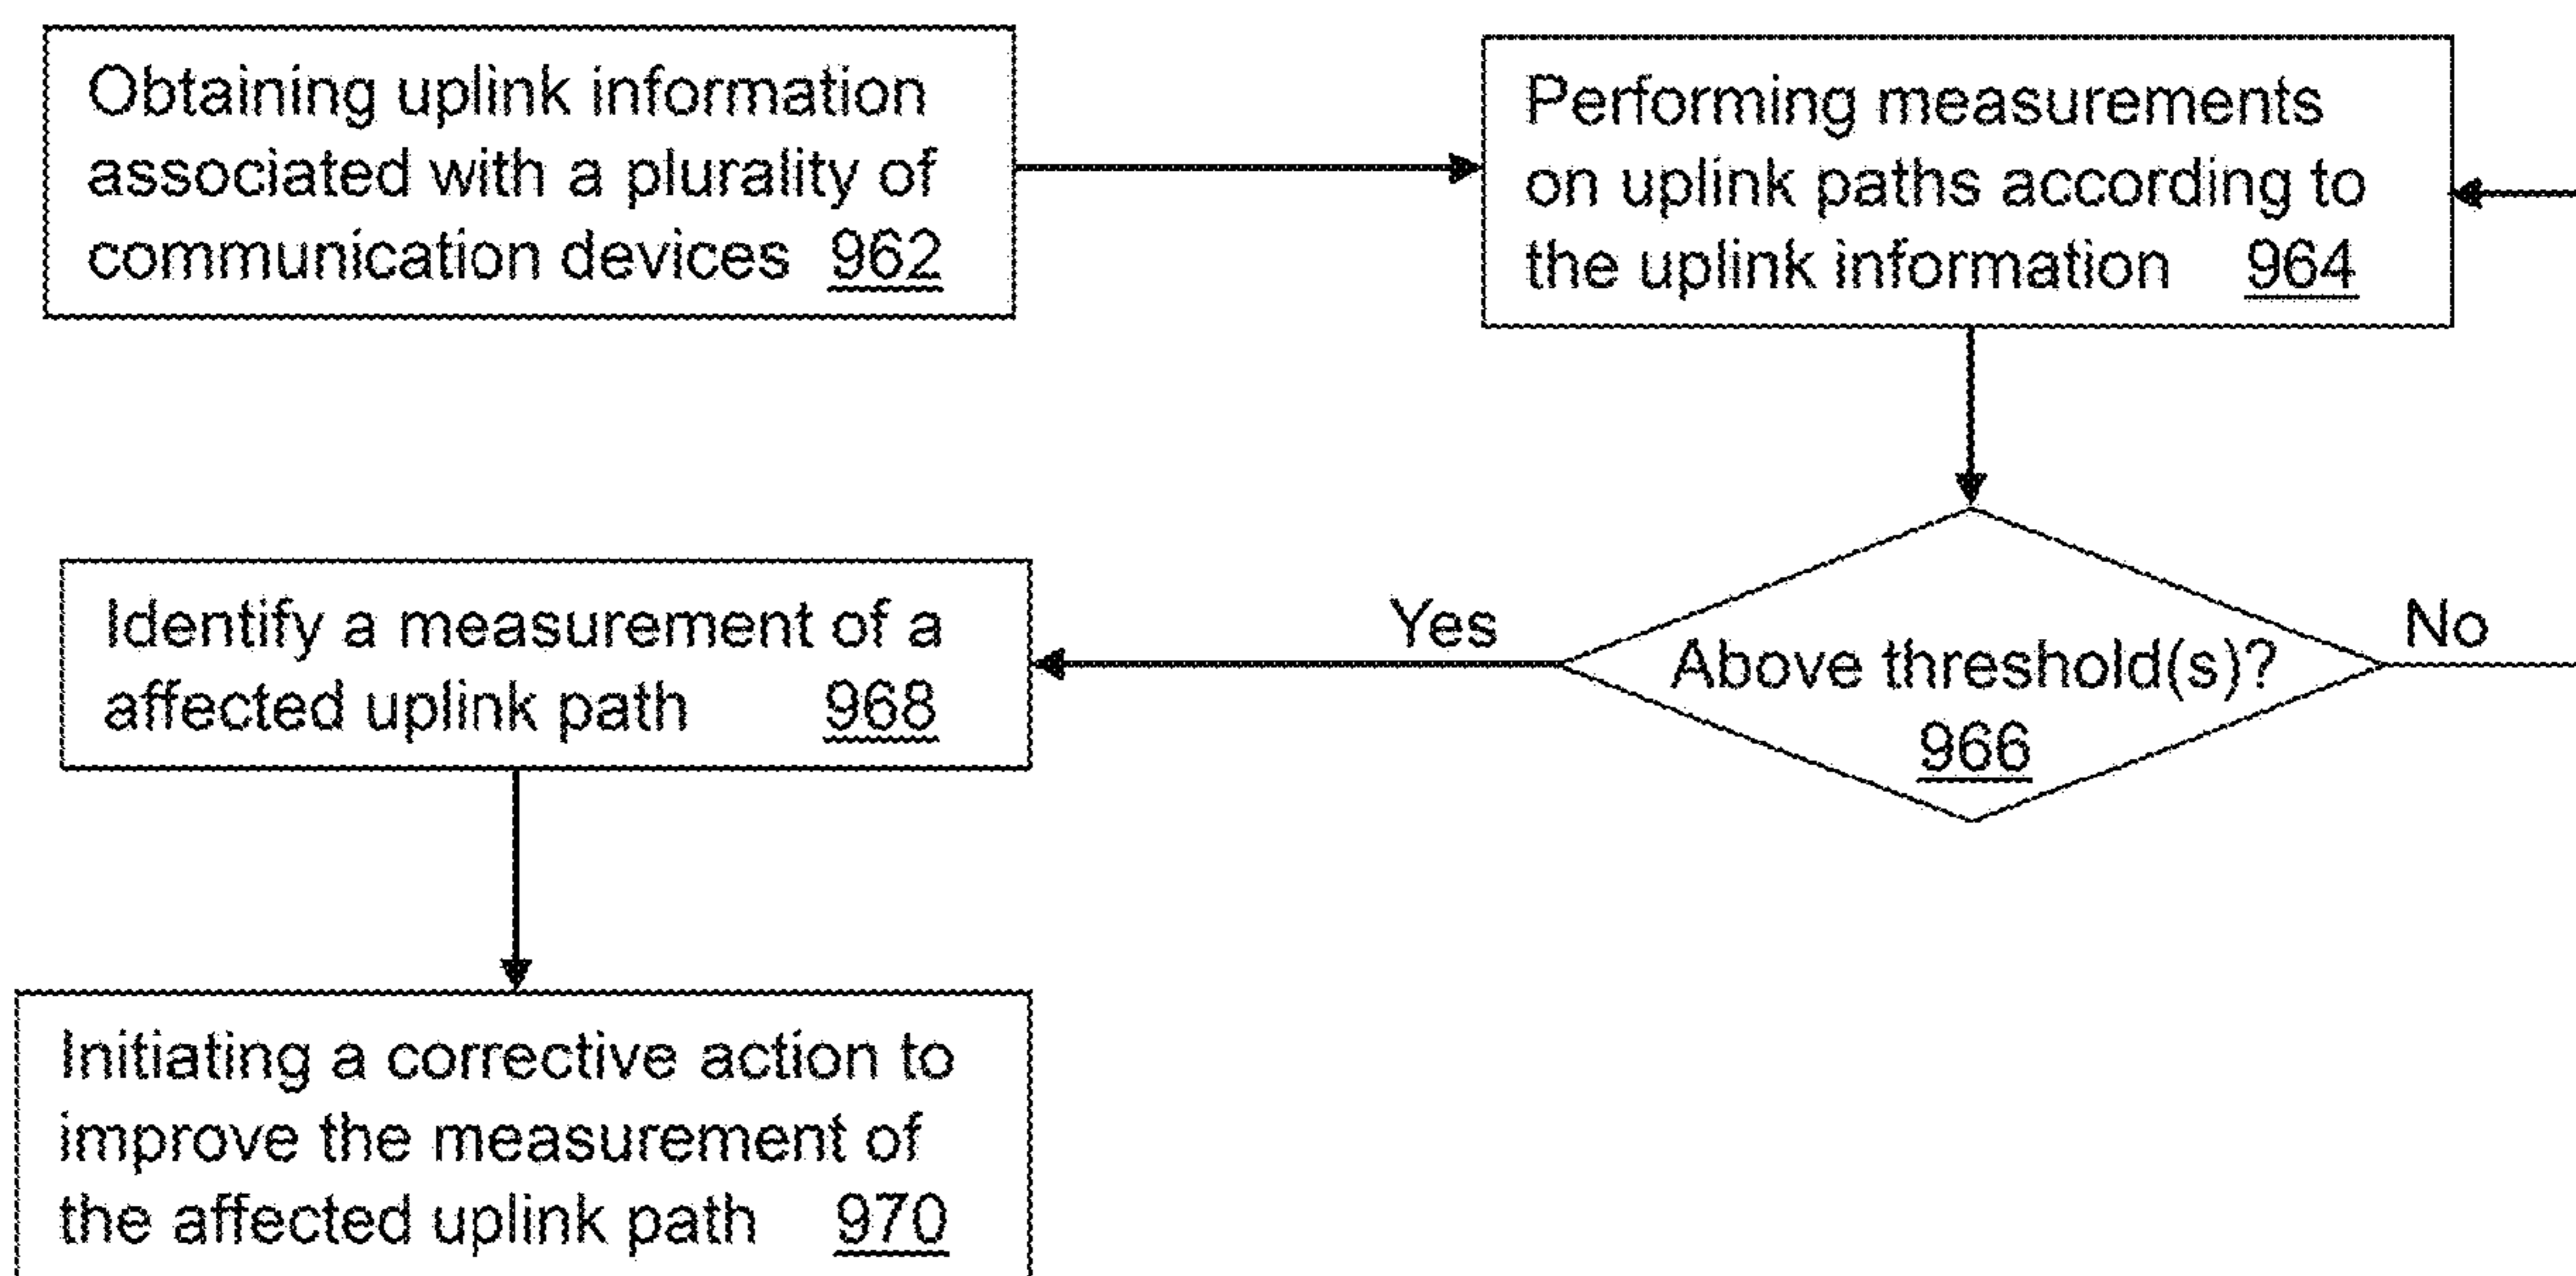 Obtaining uplink information
associated with a plurality of
communication devices 962
Performing measurements
on uplink paths according to
the uplink information 964
Above threshold(s)?
966
Yes
No
Identify a measurement of a
affected uplink path 968
Initiating a corrective action to
improve the measurement of
the affected uplink path 970